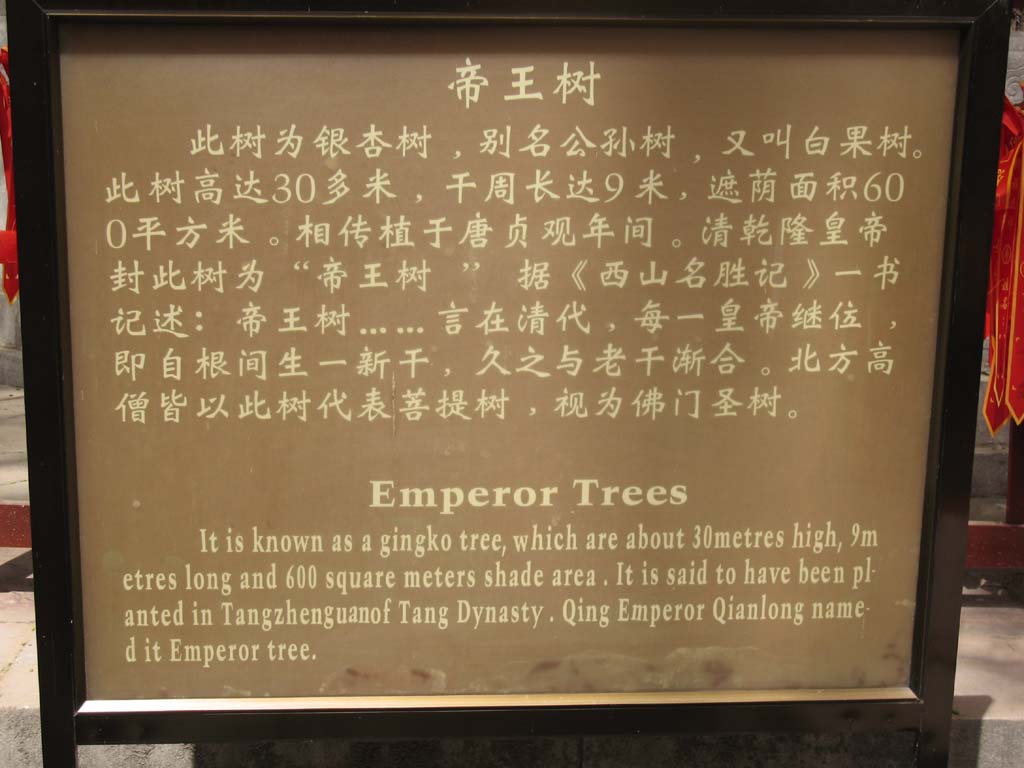 帝王树
此树为银杏树，别名公孙树，又叫白果树。
此树高达30多米，干周长达9米，遮荫面积60
0平方米。相传植于唐贞观年间。清乾隆皇帝
封此树为“帝王树 ” 据《西山名胜记》一书
记述：帝王树……言在清代，每一皇帝继位，
即自根间生一新干，久之与老干渐合。北方高
僧皆以此树代表菩提树，视为佛门圣树。
Emperor Trees
It is known as a gingko tree, which are about 30metres high, 9m
etres long and 600 square meters shade area . It is said to have been pl-
anted in Tangzhenguanof Tang Dynasty . Qing Emperor Qianlong name-
d it Emperor tree.